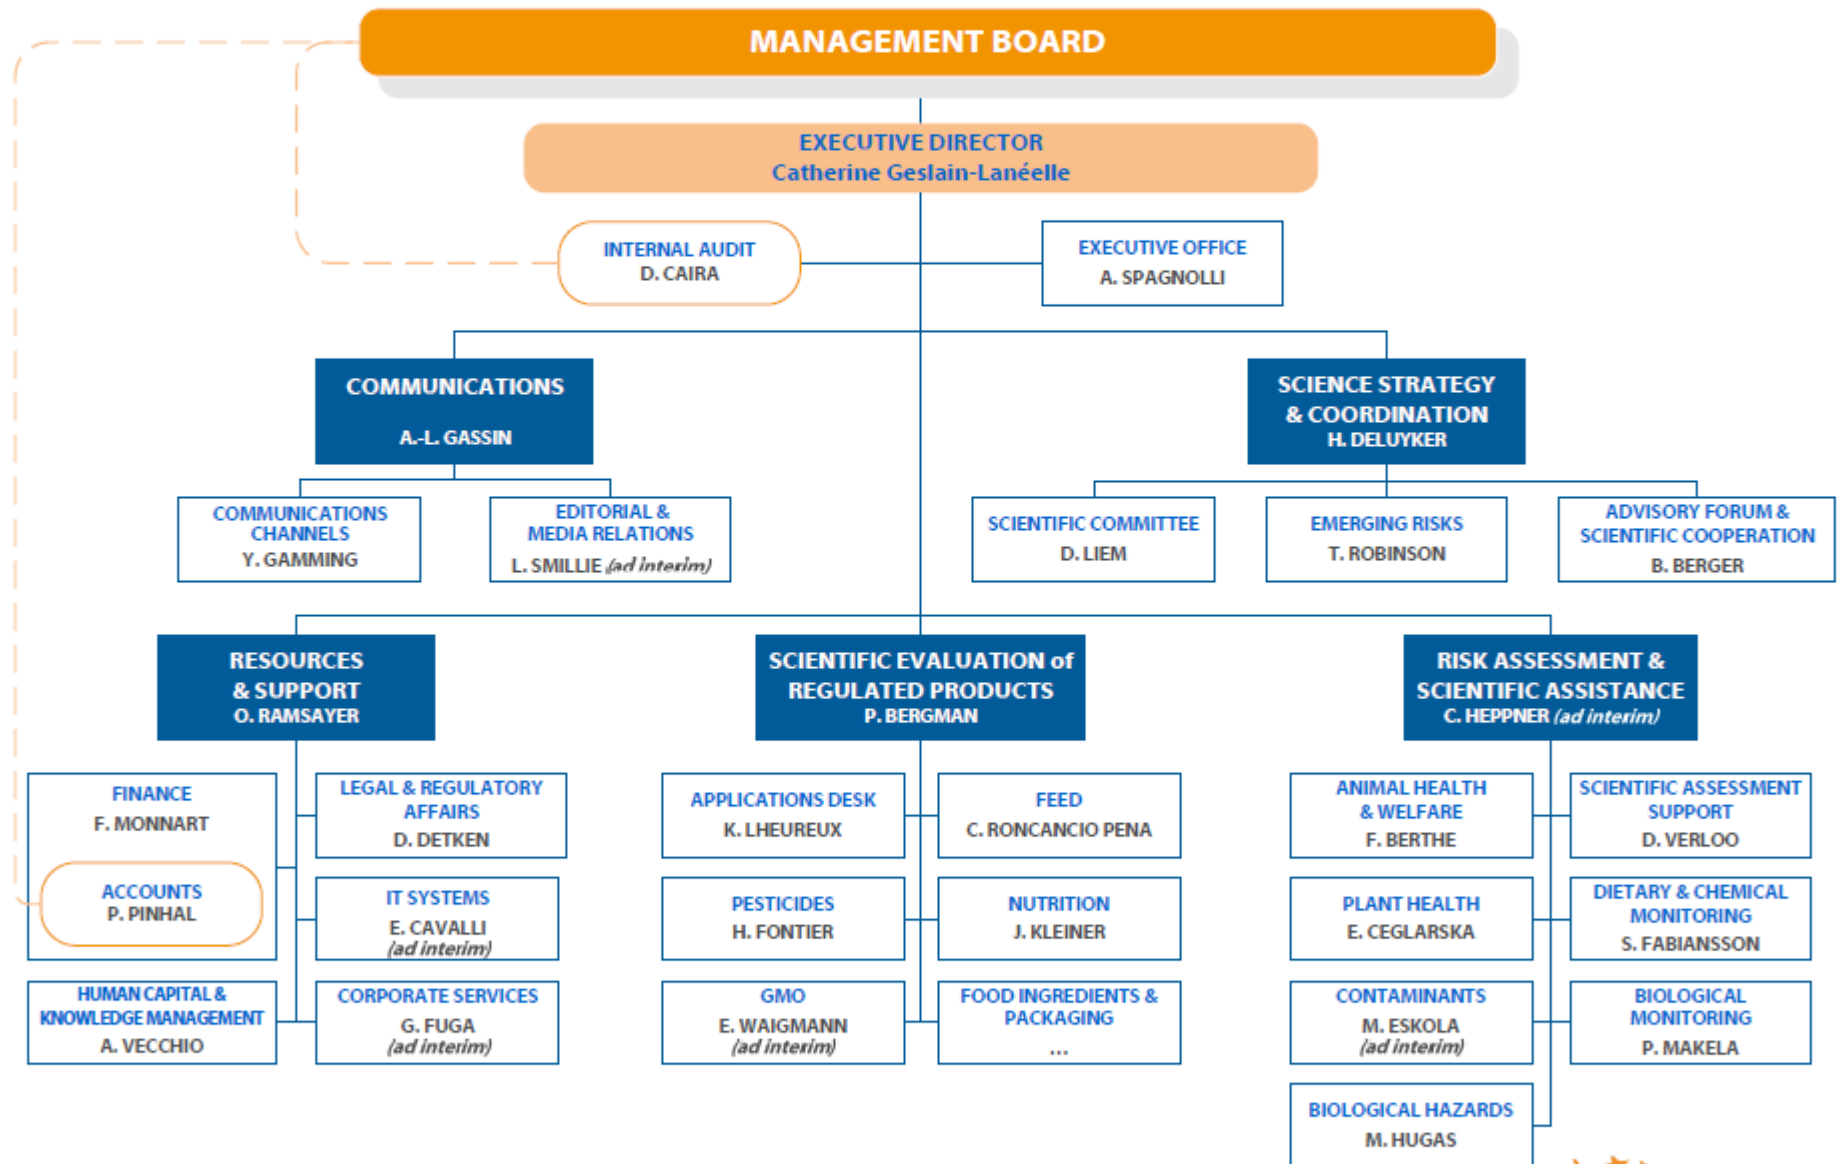 MANAGEMENT BOARD
EXECUTIVE DIRECTOR
Catherine Geslain-Lanéelle
INTERNAL AUDIT
D. CAIRA
EXECUTIVE OFFICE
A. SPAGNOLLI
COMMUNICATIONS
A.-L. GASSIN
SCIENCE STRATEGY
& COORDINATION
H. DELUYKER
COMMUNICATIONS
CHANNELS
Y. GAMMING
EDITORIAL &
MEDIA RELATIONS
L. SMILLIE (ad interim)
SCIENTIFIC COMMITTEE
D. LIEM
EMERGING RISKS
T. ROBINSON
ADVISORY FORUM &
SCIENTIFIC COOPERATION
B. BERGER
RESOURCES
& SUPPORT
O. RAMSAYER
SCIENTIFIC EVALUATION of
REGULATED PRODUCTS
P. BERGMAN
RISK ASSESSMENT &
SCIENTIFIC ASSISTANCE
C. HEPPNER (ad interim)
FINANCE
F. MONNART
ACCOUNTS
P. PINHAL
LEGAL & REGULATORY
AFFAIRS
D. DETKEN
IT SYSTEMS
E. CAVALLI
(ad interim)
HUMAN CAPITAL &
KNOWLEDGE MANAGEMENT
A. VECCHIO
CORPORATE SERVICES
G. FUGA
(ad interim)
APPLICATIONS DESK
K. LHEUREUX
FEED
C. RONCANCIO PENA
PESTICIDES
H. FONTIER
NUTRITION
J. KLEINER
GMO
E. WAIGMANN
(ad interim)
FOOD INGREDIENTS &
PACKAGING
...
ANIMAL HEALTH
& WELFARE
F. BERTHE
SCIENTIFIC ASSESSMENT
SUPPORT
D. VERLOO
PLANT HEALTH
E. CEGLARSKA
DIETARY & CHEMICAL
MONITORING
S. FABIANSSON
CONTAMINANTS
M. ESKOLA
(ad interim)
BIOLOGICAL
MONITORING
P. MAKELA
BIOLOGICAL HAZARDS
M. HUGAS